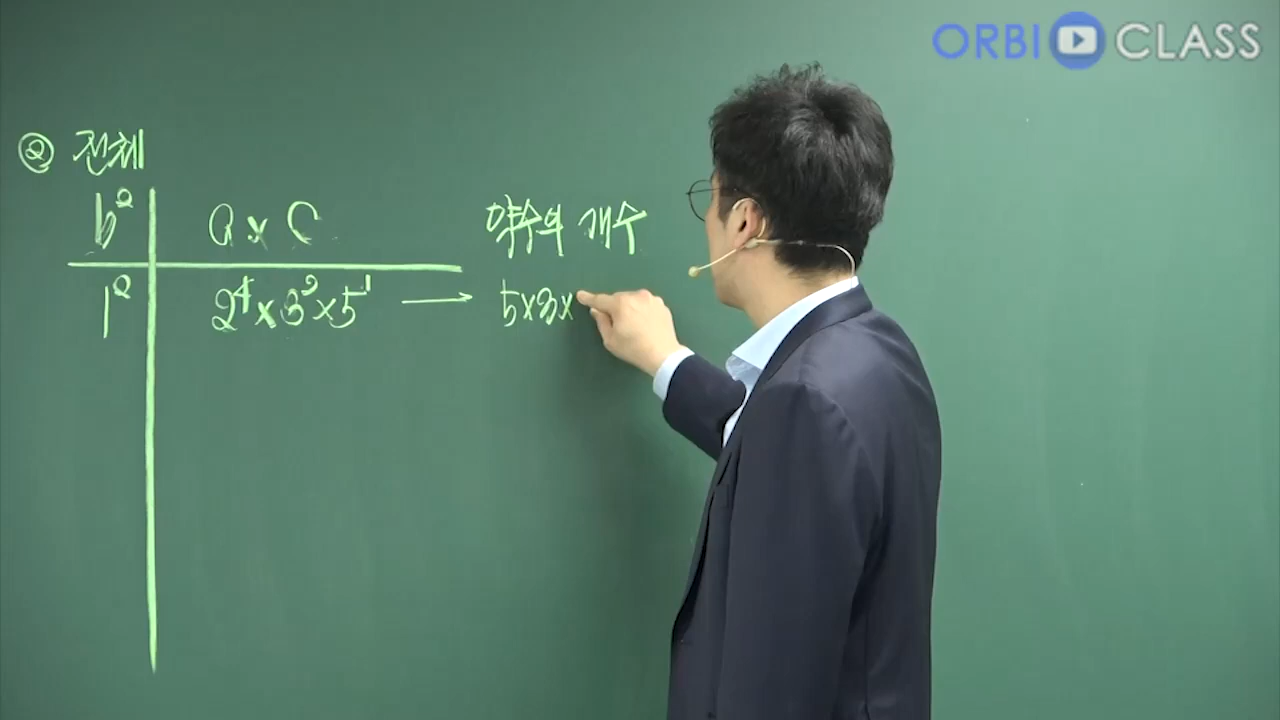 ORBI CLASS
② 전체
b² a × c 약수의 개수
1² 2⁴×3²×5¹ → 5×3×